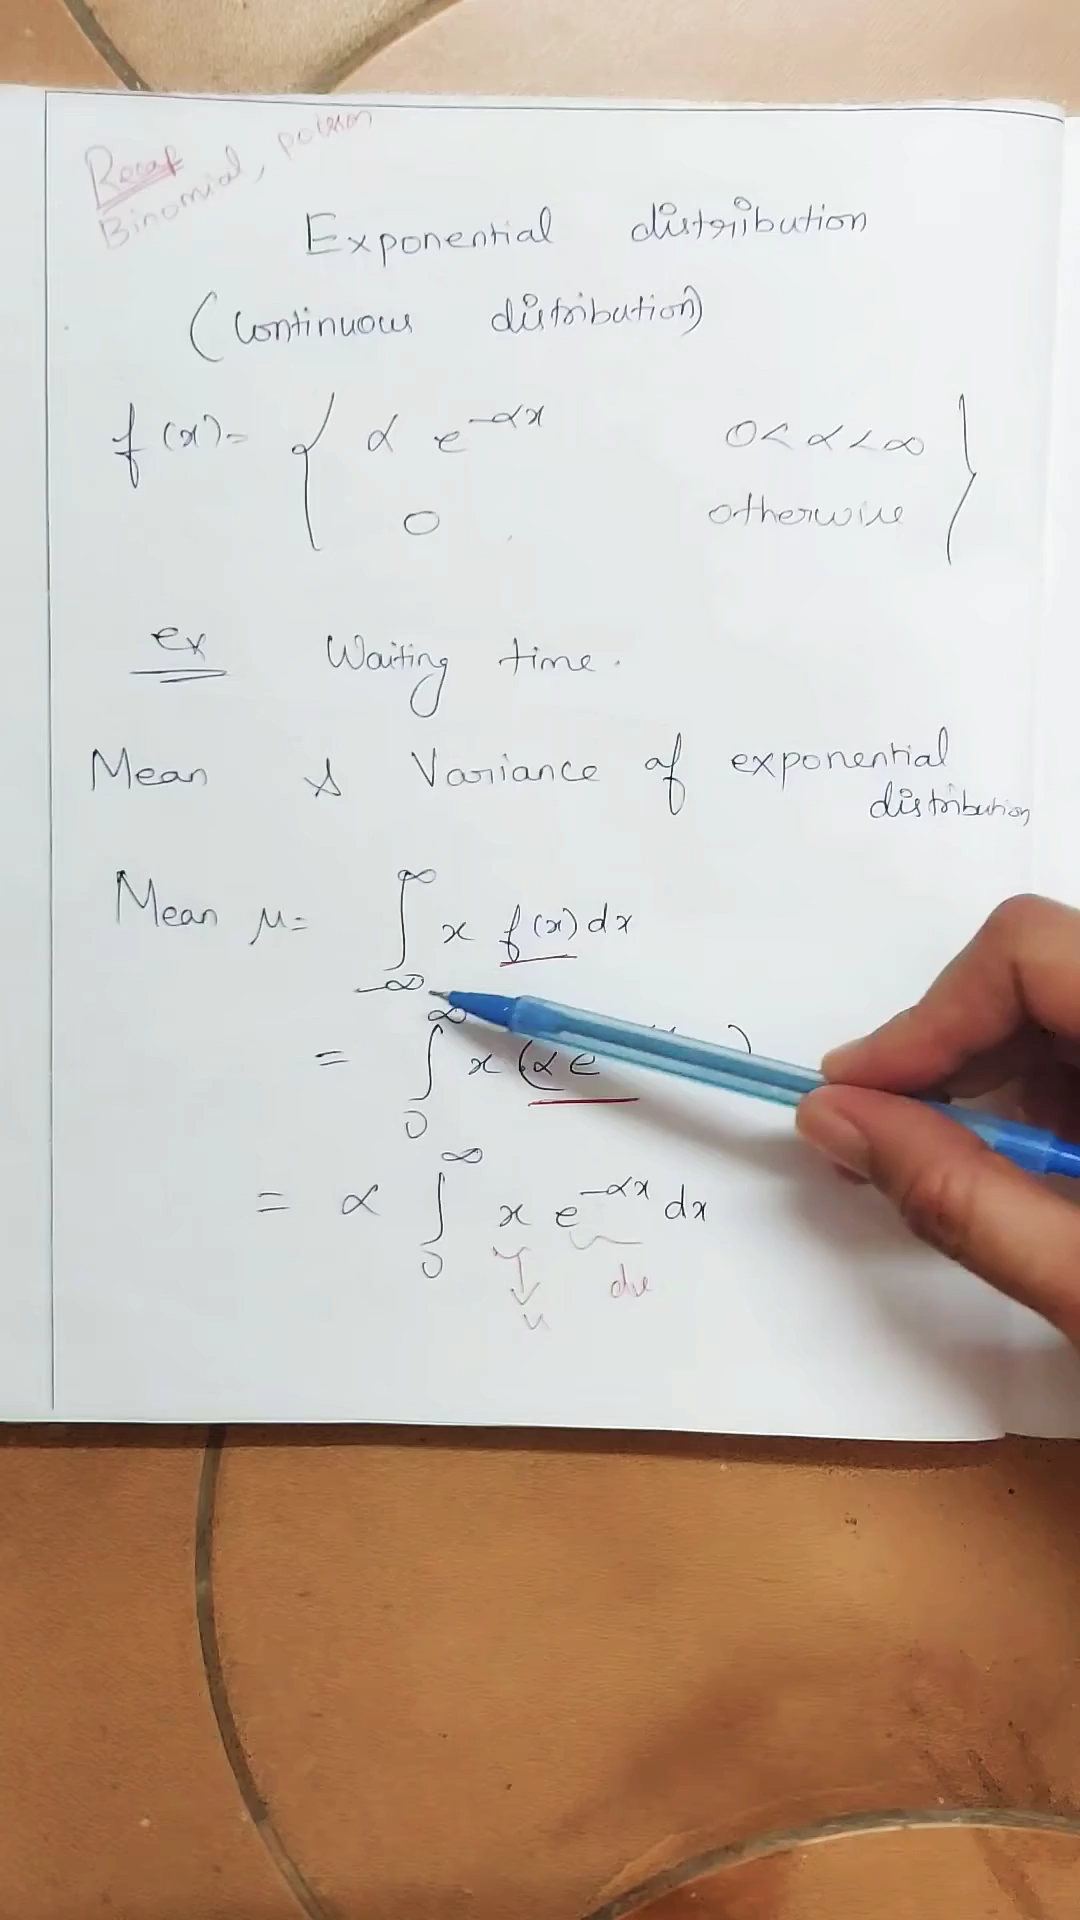 Recap
Binomial, poisson
Exponential distribution
(Continuous distribution)
f(x)= { α e^{-αx} 0<α<∞
0 otherwise }
ex Waiting time.
Mean & Variance of exponential
distribution
Mean μ= ∫_{-∞}^{∞} x f(x) dx
= ∫_0^∞ x (α e )
= α ∫_0^∞ x e^{-αx} dx
u dv